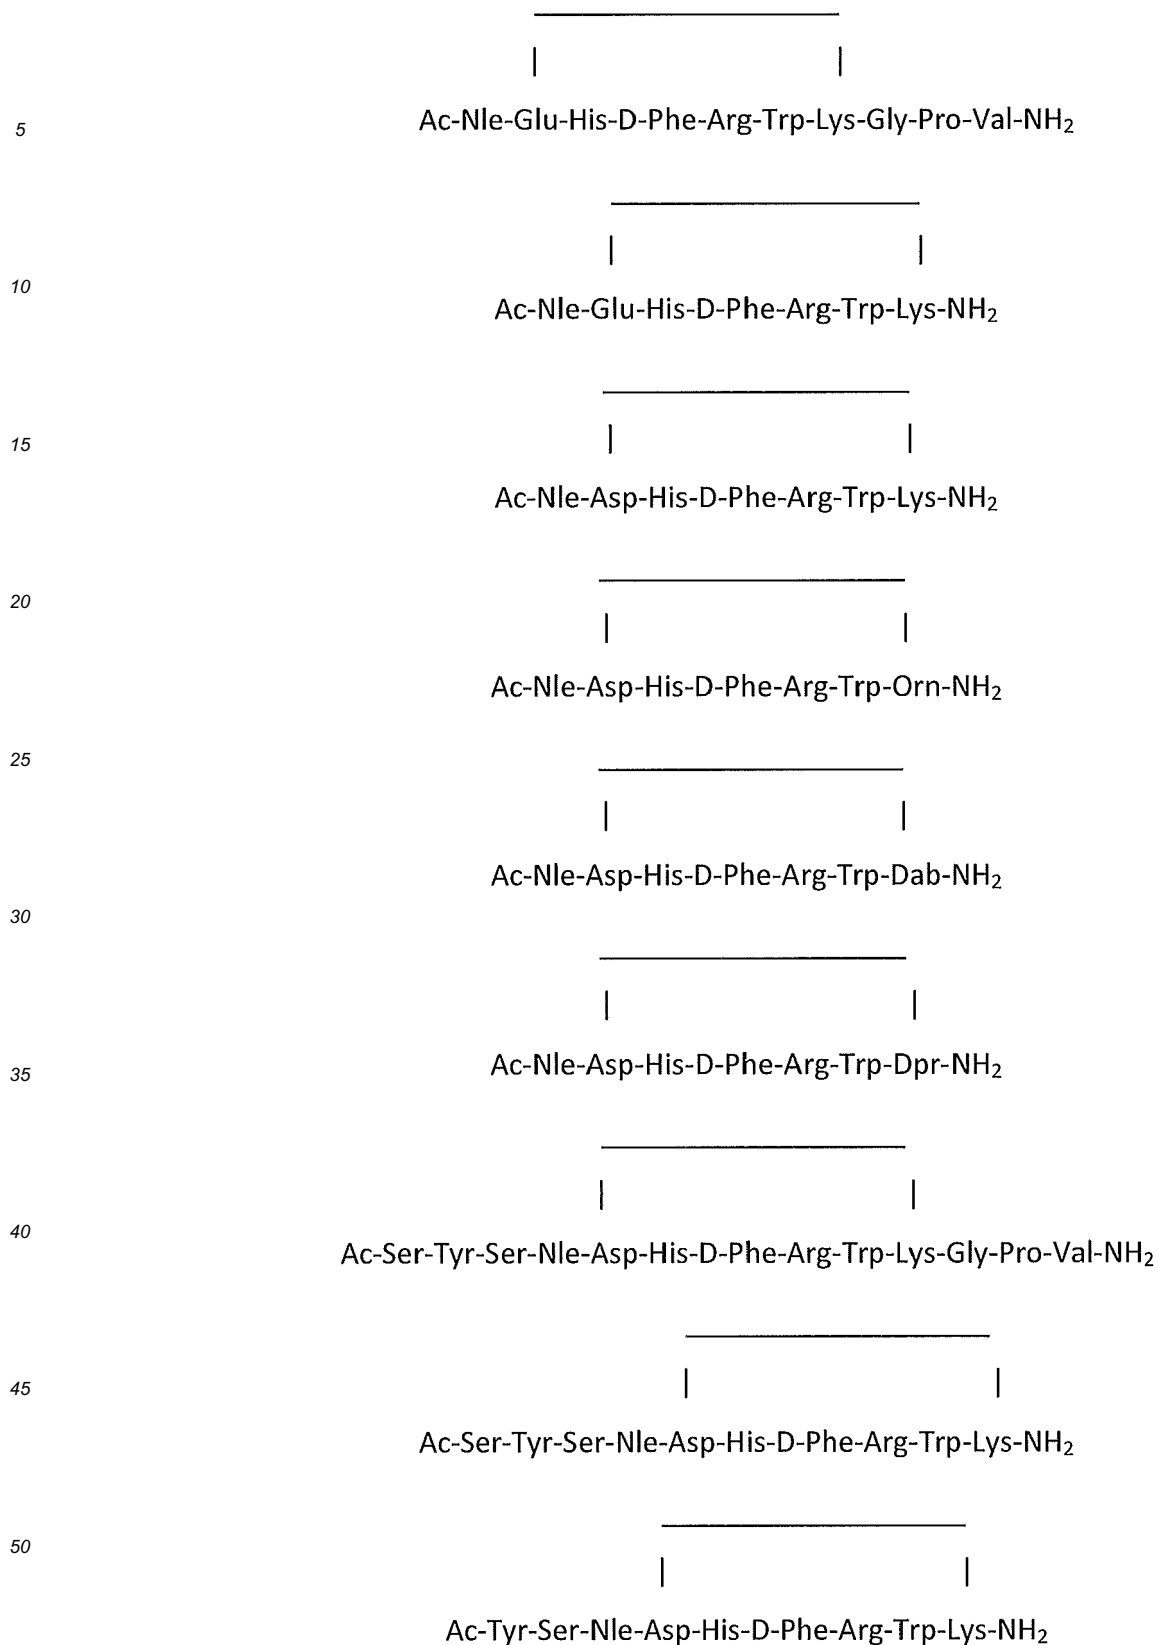 5 Ac-Nle-Glu-His-D-Phe-Arg-Trp-Lys-Gly-Pro-Val-NH₂
10 Ac-Nle-Glu-His-D-Phe-Arg-Trp-Lys-NH₂
15 Ac-Nle-Asp-His-D-Phe-Arg-Trp-Lys-NH₂
20 Ac-Nle-Asp-His-D-Phe-Arg-Trp-Orn-NH₂
25 Ac-Nle-Asp-His-D-Phe-Arg-Trp-Dab-NH₂
30 Ac-Nle-Asp-His-D-Phe-Arg-Trp-Dpr-NH₂
35
40 Ac-Ser-Tyr-Ser-Nle-Asp-His-D-Phe-Arg-Trp-Lys-Gly-Pro-Val-NH₂
45 Ac-Ser-Tyr-Ser-Nle-Asp-His-D-Phe-Arg-Trp-Lys-NH₂
50 Ac-Tyr-Ser-Nle-Asp-His-D-Phe-Arg-Trp-Lys-NH₂